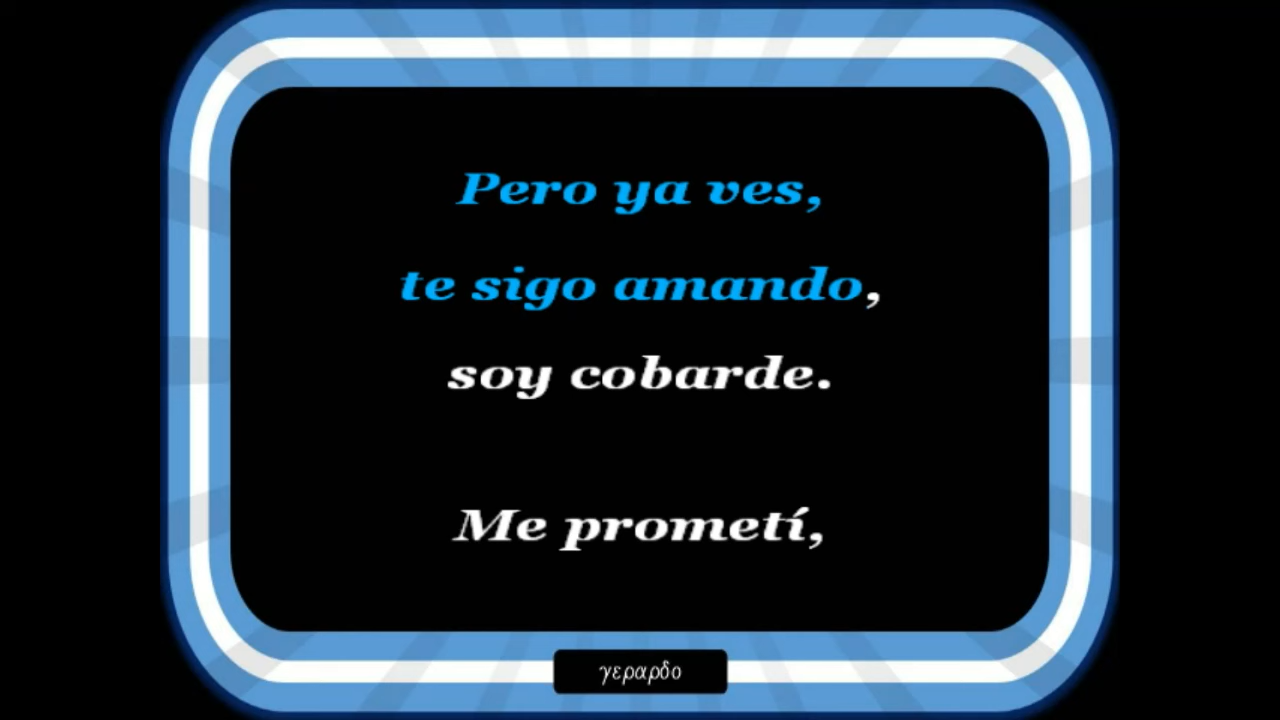 Pero ya ves,
te sigo amando,
soy cobarde.
Me prometí,
γεραρδο